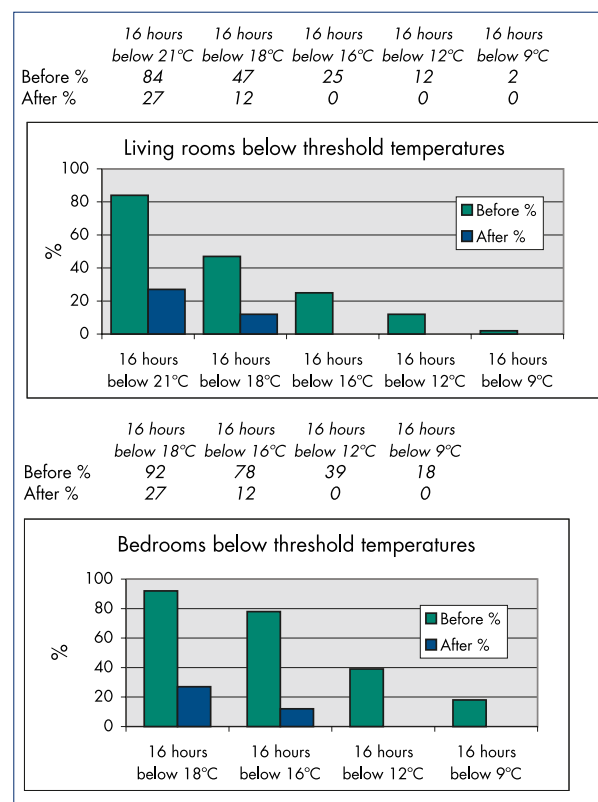 16 hours 16 hours 16 hours 16 hours 16 hours
below 21°C below 18°C below 16°C below 12°C below 9°C
Before % 84 47 25 12 2
After % 27 12 0 0 0
Living rooms below threshold temperatures
100
80
60
40
20
0
%
Before %
After %
16 hours 16 hours 16 hours 16 hours 16 hours
below 21°C below 18°C below 16°C below 12°C below 9°C
16 hours 16 hours 16 hours 16 hours
below 18°C below 16°C below 12°C below 9°C
Before % 92 78 39 18
After % 27 12 0 0
Bedrooms below threshold temperatures
100
80
60
40
20
0
%
Before %
After %
16 hours 16 hours 16 hours 16 hours
below 18°C below 16°C below 12°C below 9°C